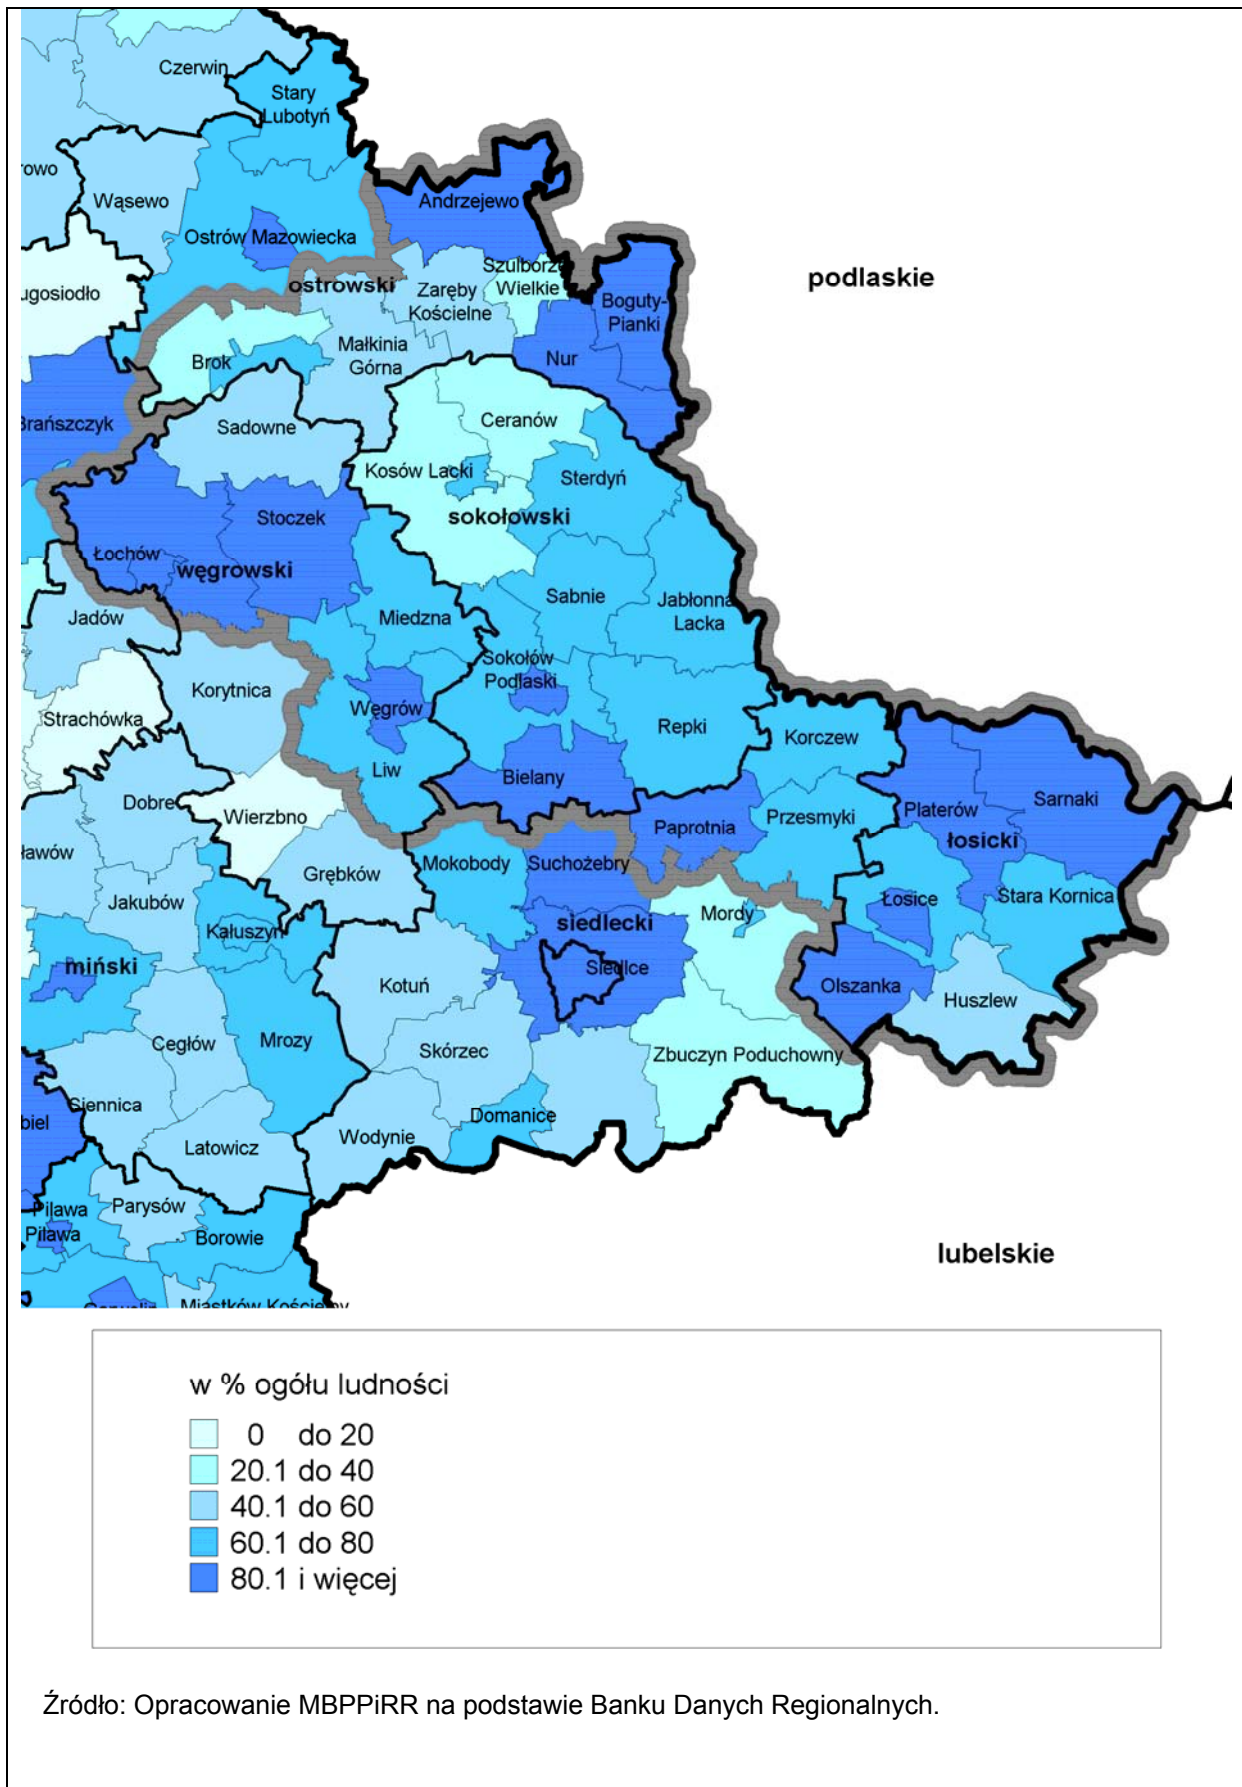 Czerwin
Stary
Lubotyń
rowo
Wąsewo
Andrzejewo
Ostrów Mazowiecka
podlaskie
ugosiodło
ostrowski
Szulborze
Wielkie
Zaręby
Kościelne
Boguty-
Pianki
Małkinia
Górna
Nur
Brok
Brańszczyk
Sadowne
Ceranów
Kosów Lacki
Sterdyń
Stoczek
sokołowski
Łochów
węgrowski
Sabnie
Jabłonna
Lacka
Jadów
Miedzna
Sokołów
Podlaski
Korytnica
Strachówka
Węgrów
Repki
Korczew
Liw
Bielany
Dobre
Wierzbno
Platerów
Sarnaki
Przesmyki
Paprotnia
łosicki
ławów
Mokobody
Suchożebry
Grębków
Jakubów
Łosice
Stara Kornica
Mordy
siedlecki
Kałuszyn
miński
Siedlce
Kotuń
Olszanka
Huszlew
Cegłów
Mrozy
Skórzec
Zbuczyn Poduchowny
Siennica
Domanice
biel
Latowicz
Wodynie
Pilawa
Parysów
Pilawa
Borowie
lubelskie
Garwolin
Miastków Kościelny
w % ogółu ludności
0 do 20
20.1 do 40
40.1 do 60
60.1 do 80
80.1 i więcej
Źródło: Opracowanie MBPPiRR na podstawie Banku Danych Regionalnych.